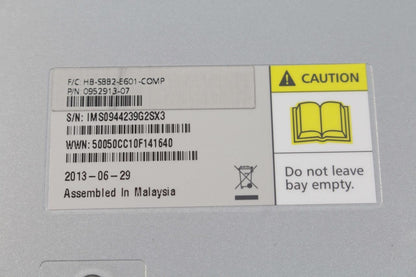 F/C: HB-SBB2-E601-COMP
P/N: 0952913-07
S/N: IMS0944239G2SX3
WWN: 50050CC10F141640
2013-06-29
Assembled In Malaysia
CAUTION
Do not leave
bay empty.